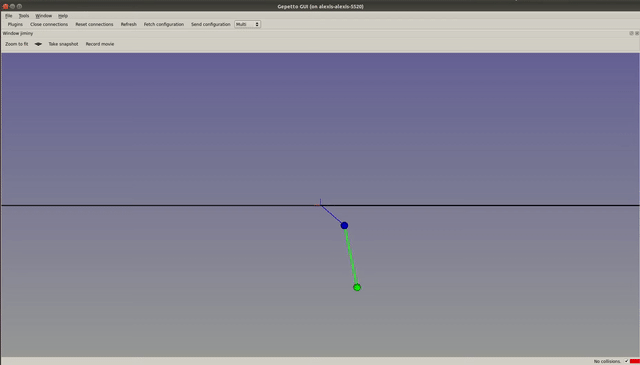 Gepetto GUI (on alexis-alexis-5520)
File Tools Window Help
Plugins Close connections Reset connections Refresh Fetch configuration Send configuration Multi
Window jiminy
Zoom to fit Take snapshot Record movie
No collisions.